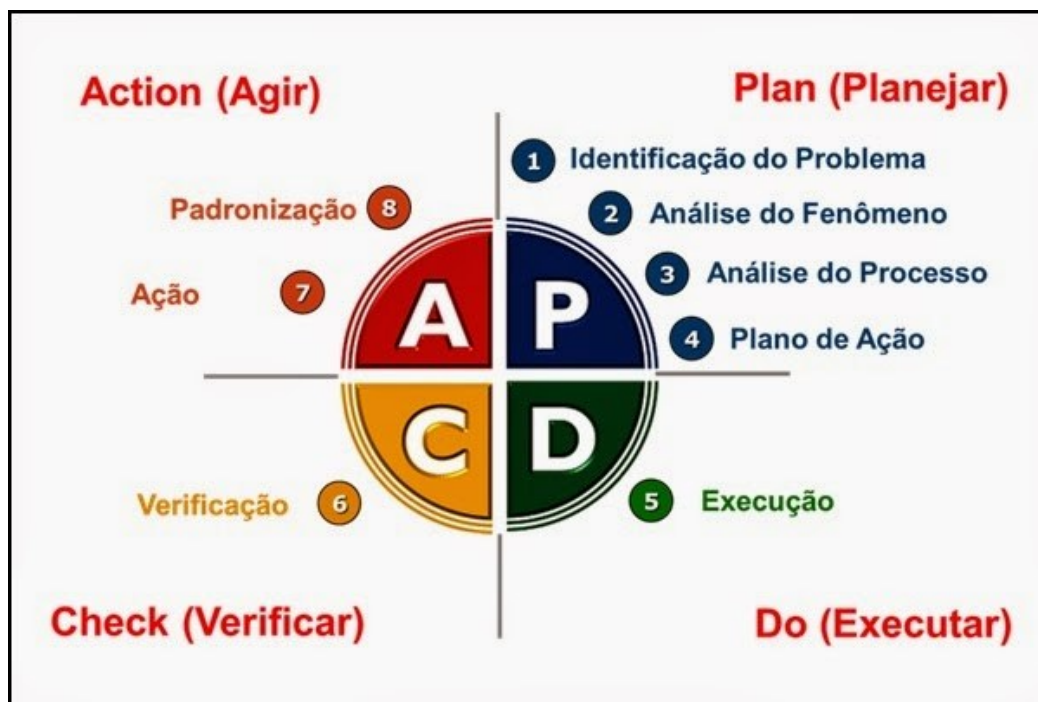 Action (Agir)
Plan (Planejar)
1 Identificação do Problema
2 Análise do Fenômeno
3 Análise do Processo
4 Plano de Ação
Padronização 8
Ação 7
A P
C D
Verificação 6
5 Execução
Check (Verificar)
Do (Executar)